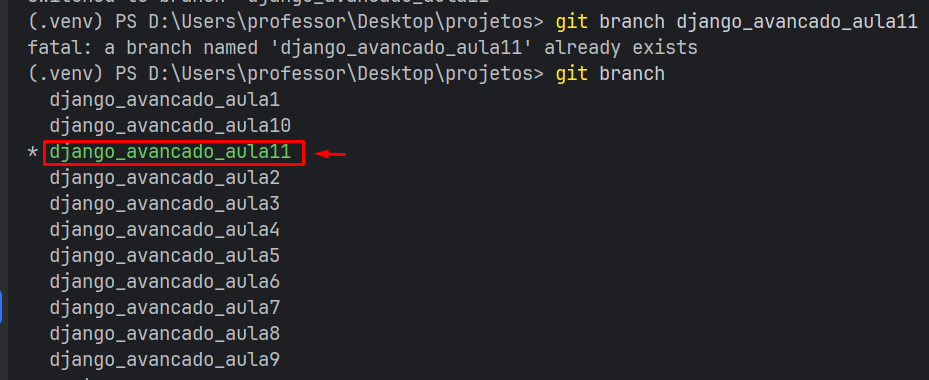 (.venv) PS D:\Users\professor\Desktop\projetos> git branch django_avancado_aula11
fatal: a branch named 'django_avancado_aula11' already exists
(.venv) PS D:\Users\professor\Desktop\projetos> git branch
django_avancado_aula1
django_avancado_aula10
* django_avancado_aula11
django_avancado_aula2
django_avancado_aula3
django_avancado_aula4
django_avancado_aula5
django_avancado_aula6
django_avancado_aula7
django_avancado_aula8
django_avancado_aula9